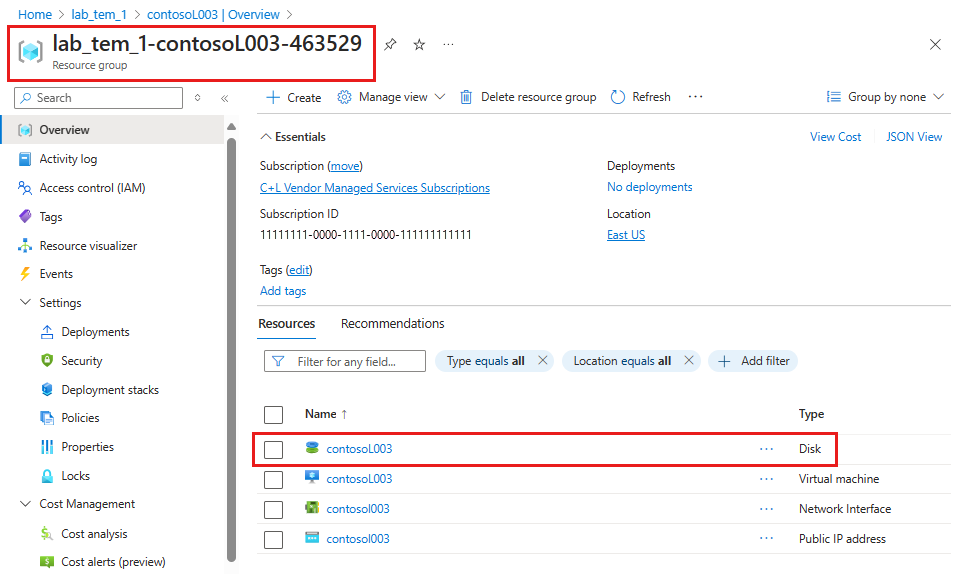 Home > lab_tem_1 > contosoL003 | Overview >
lab_tem_1-contosoL003-463529
Resource group
Search
Create Manage view Delete resource group Refresh Group by none
Overview
Activity log
Access control (IAM)
Tags
Resource visualizer
Events
Settings
Deployments
Security
Deployment stacks
Policies
Properties
Locks
Cost Management
Cost analysis
Cost alerts (preview)
Essentials
View Cost JSON View
Subscription (move)
C+L Vendor Managed Services Subscriptions
Subscription ID
11111111-0000-1111-0000-111111111111
Deployments
No deployments
Location
East US
Tags (edit)
Add tags
Resources Recommendations
Filter for any field... Type equals all Location equals all Add filter
Name ↑ Type
contosoL003 Disk
contosoL003 Virtual machine
contosol003 Network Interface
contosol003 Public IP address